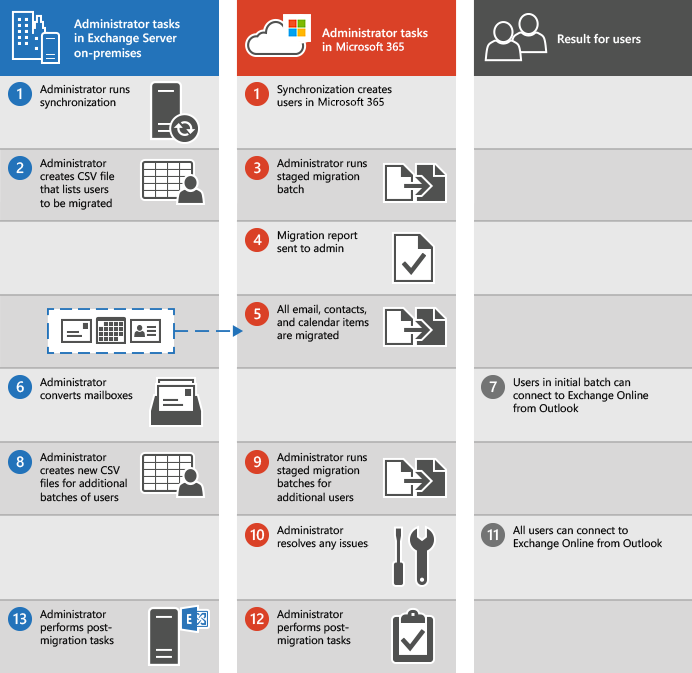 Administrator tasks
in Exchange Server
on-premises
Administrator tasks
in Microsoft 365
Result for users
1
Administrator runs
synchronization
1
Synchronization creates
users in Microsoft 365
2
Administrator
creates CSV file
that lists users
to be migrated
3
Administrator runs
staged migration
batch
4
Migration report
sent to admin
5
All email, contacts,
and calendar items
are migrated
6
Administrator
converts mailboxes
7
Users in initial batch can
connect to Exchange Online
from Outlook
8
Administrator
creates new CSV
files for additional
batches of users
9
Administrator runs
staged migration
batches for
additional users
10
Administrator
resolves any issues
11
All users can connect to
Exchange Online from Outlook
13
Administrator
performs post-
migration tasks
E
12
Administrator
performs post-
migration tasks